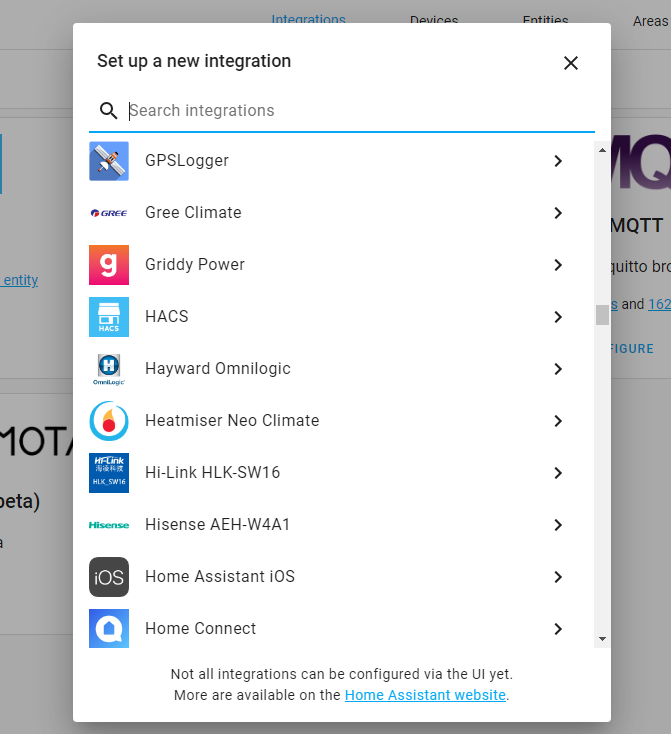 Integrations Devices Entities Areas
Set up a new integration
Search integrations
GPSLogger
GREE Gree Climate
g Griddy Power
HACS HACS
H OmniLogic Hayward Omnilogic
Heatmiser Neo Climate
Hi-Link 海凌科技 HLK_SW16 Hi-Link HLK-SW16
Hisense Hisense AEH-W4A1
iOS Home Assistant iOS
Home Connect
Not all integrations can be configured via the UI yet.
More are available on the Home Assistant website.
entity
MOTA
beta)
a
MQ
MQTT
quitto bro
s and 162
FIGURE